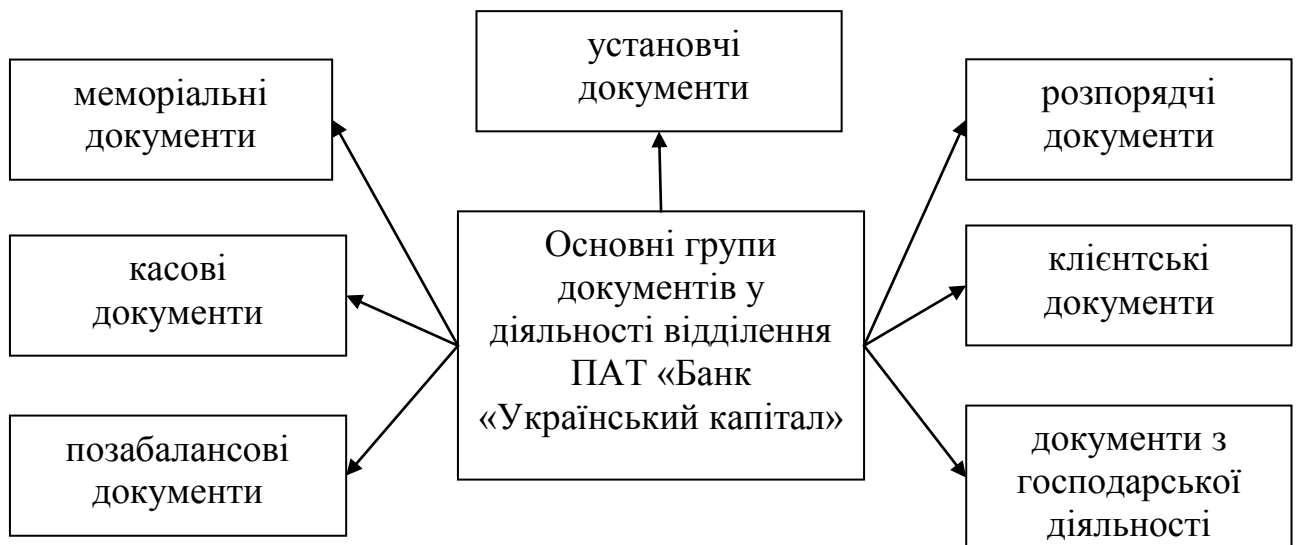 установчі
документи
меморіальні
документи
розпорядчі
документи
касові
документи
Основні групи
документів у
діяльності відділення
ПАТ «Банк
«Український капітал»
клієнтські
документи
позабалансові
документи
документи з
господарської
діяльності